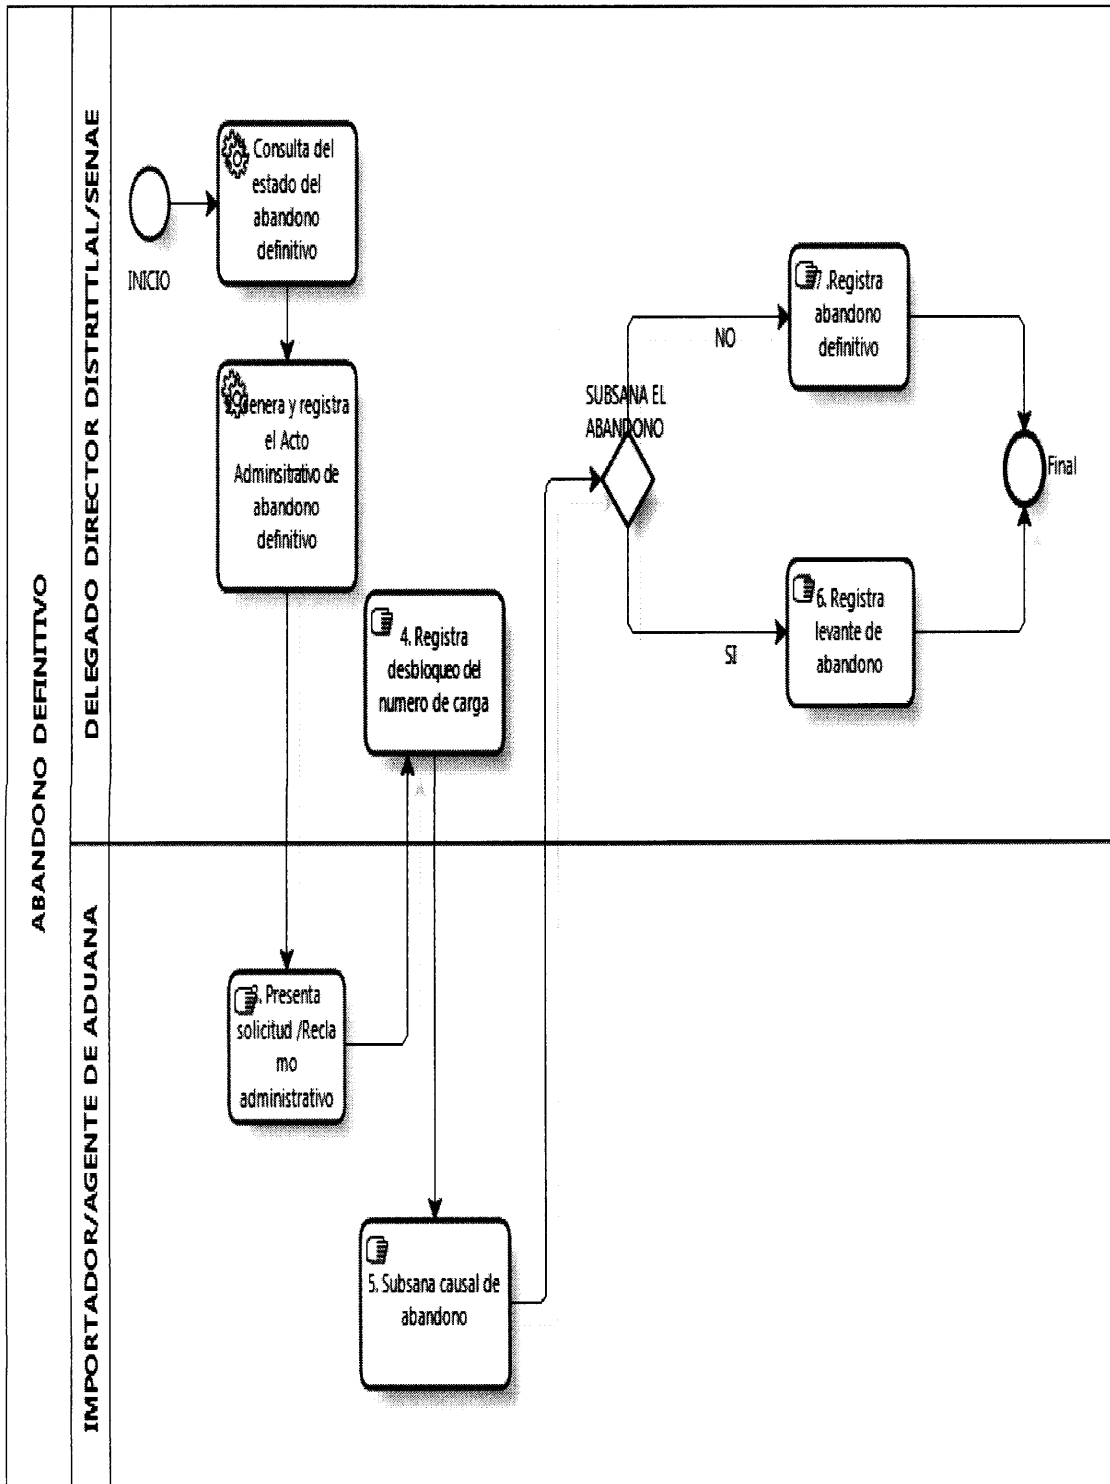 ABANDONO DEFINITIVO
DELEGADO DIRECTOR DISTRITTLAL/SENAE
IMPORTADOR/AGENTE DE ADUANA
INICIO
Consulta del
estado del
abandono
definitivo
Genera y registra
el Acto
Adminsitrativo de
abandono
definitivo
3. Presenta
solicitud /Recla
mo
administrativo
4. Registra
desbloqueo del
numero de carga
5. Subsana causal de
abandono
SUBSANA EL
ABANDONO
NO
SI
7 .Registra
abandono
definitivo
6. Registra
levante de
abandono
Final